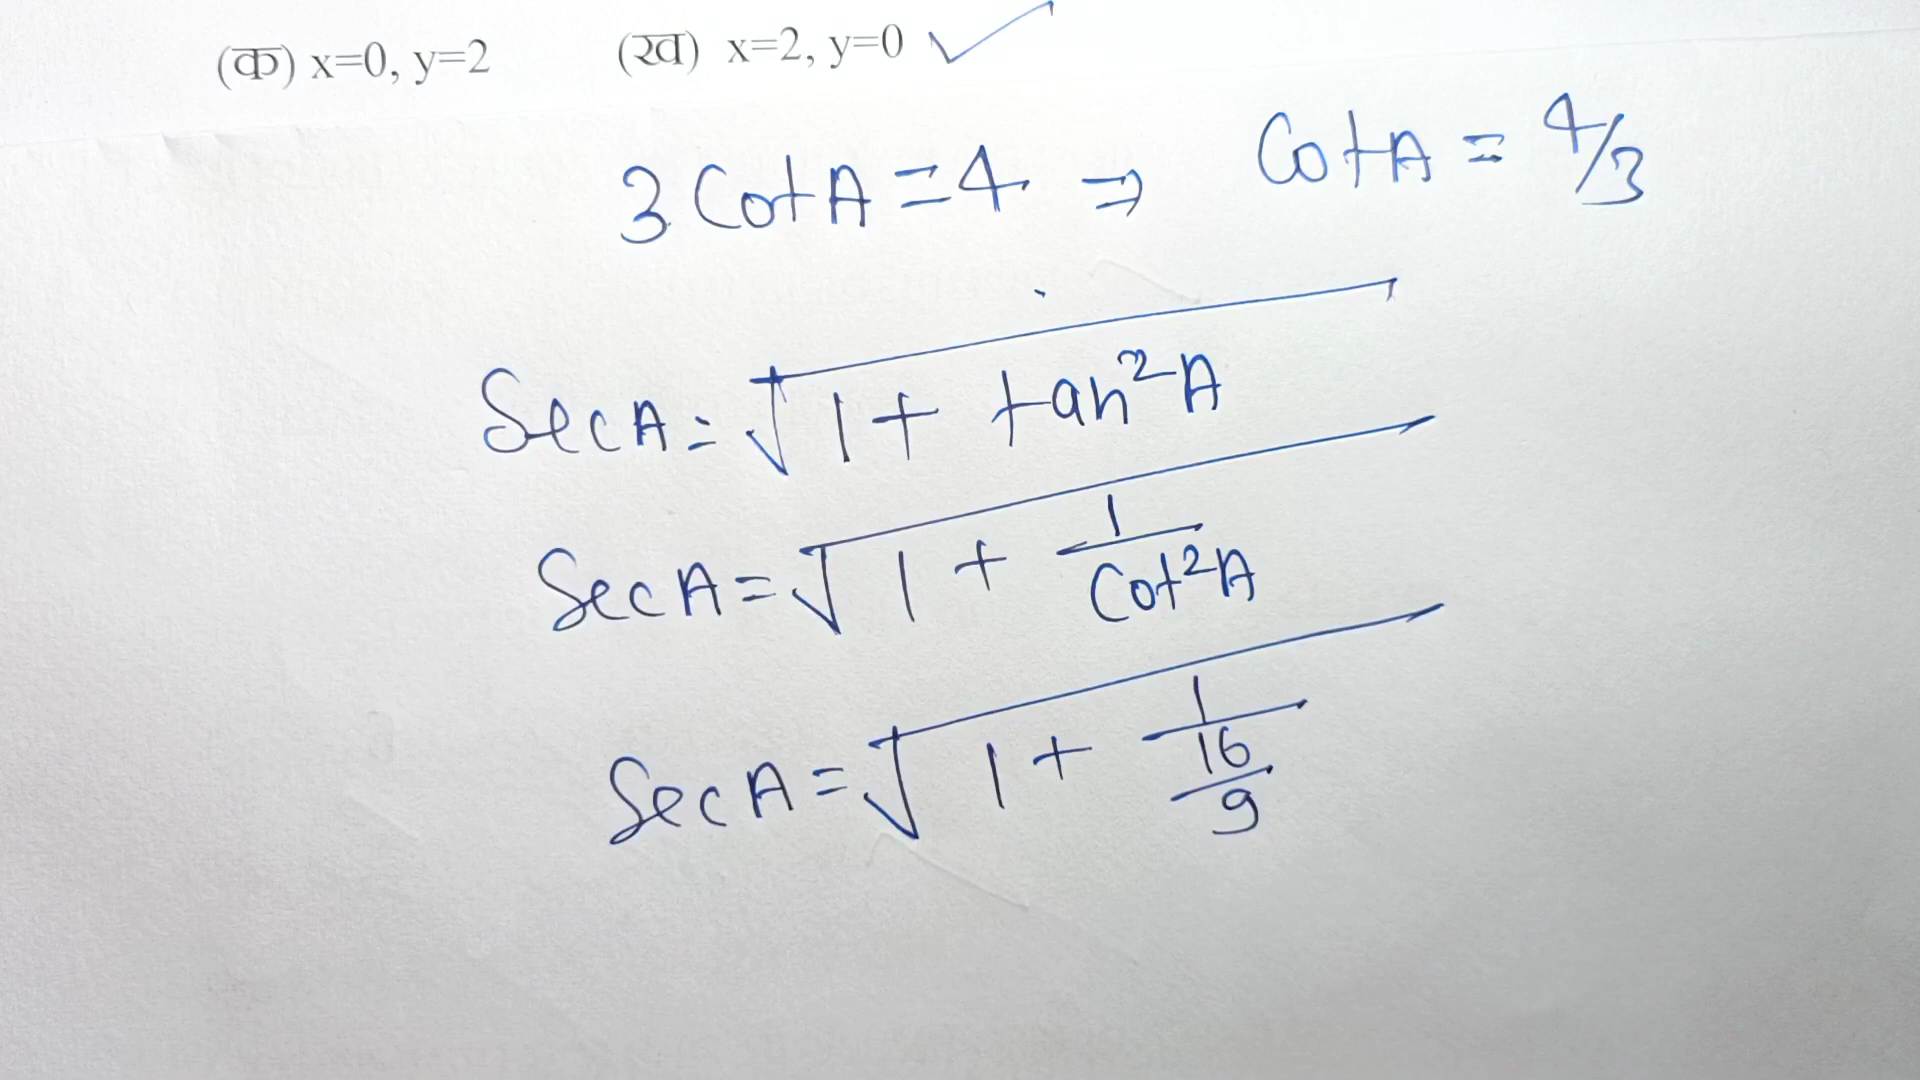 (क) x=0, y=2 (ख) x=2, y=0 ✓
3 Cot A = 4 ⇒ Cot A = 4/3
Sec A = √1 + tan²A
Sec A = √1 + 1/Cot²A
Sec A = √1 + 1/16/9